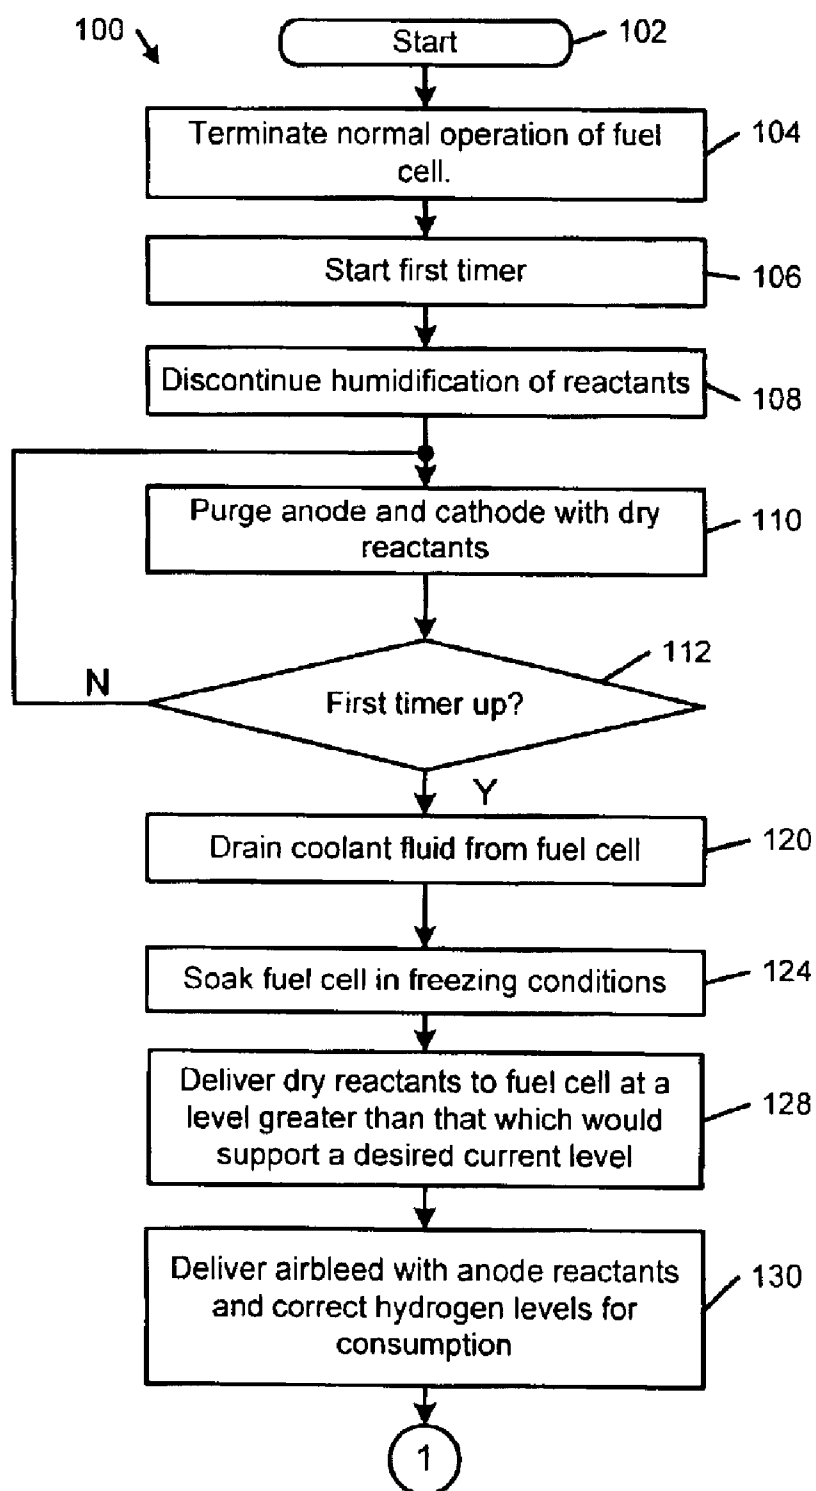 100
Start
102
Terminate normal operation of fuel
cell.
104
Start first timer
106
Discontinue humidification of reactants
108
Purge anode and cathode with dry
reactants
110
112
N
First timer up?
Y
Drain coolant fluid from fuel cell
120
Soak fuel cell in freezing conditions
124
Deliver dry reactants to fuel cell at a
level greater than that which would
support a desired current level
128
Deliver airbleed with anode reactants
and correct hydrogen levels for
consumption
130
1